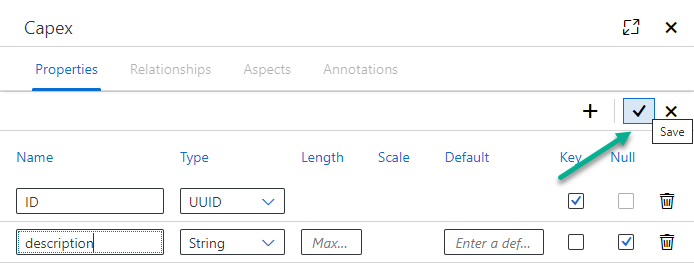 Capex
Properties Relationships Aspects Annotations
Save
Name Type Length Scale Default Key Null
ID UUID
description String Max... Enter a def...